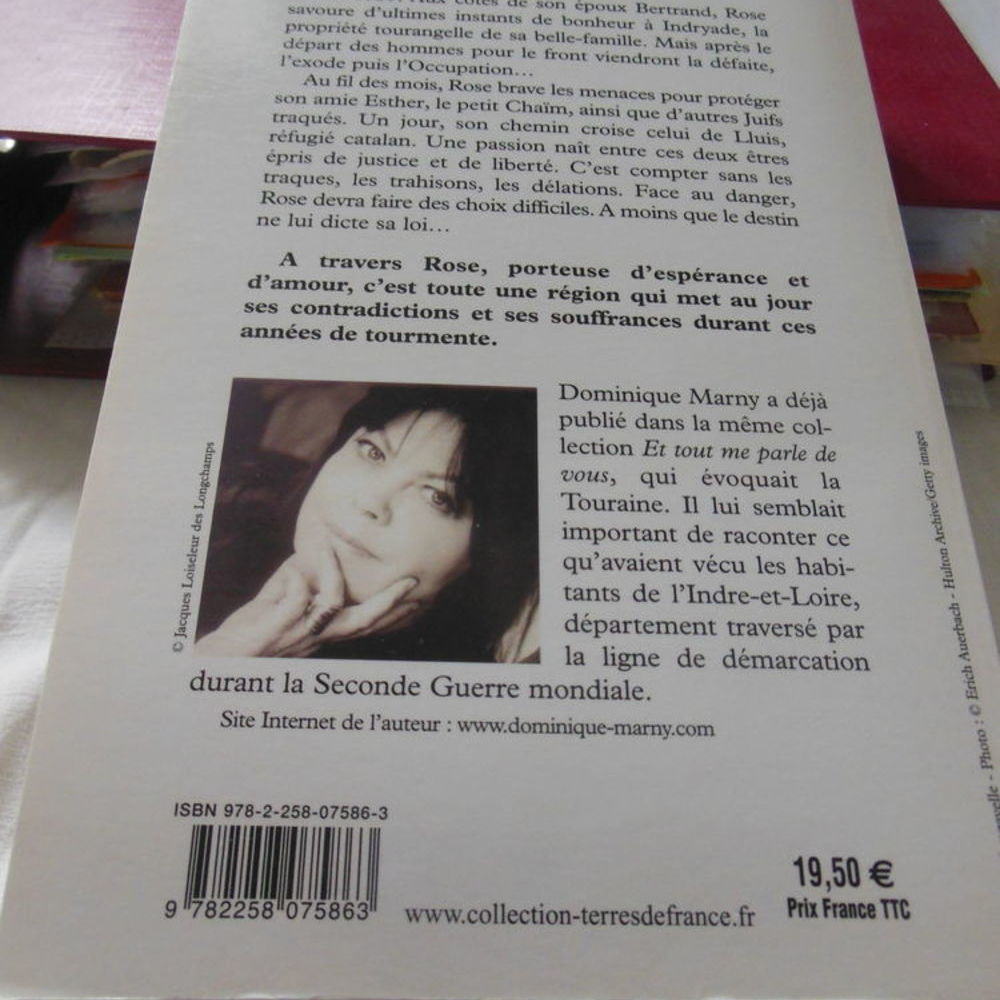 son époux Bertrand, Rose
savoure d'ultimes instants de bonheur à Indryade, la
propriété tourangelle de sa belle-famille. Mais après le
départ des hommes pour le front viendront la défaite,
l'exode puis l'Occupation...
Au fil des mois, Rose brave les menaces pour protéger
son amie Esther, le petit Chaïm, ainsi que d'autres Juifs
traqués. Un jour, son chemin croise celui de Lluis,
réfugié catalan. Une passion naît entre ces deux êtres
épris de justice et de liberté. C'est compter sans les
traques, les trahisons, les délations. Face au danger,
Rose devra faire des choix difficiles. A moins que le destin
ne lui dicte sa loi...
A travers Rose, porteuse d'espérance et
d'amour, c'est toute une région qui met au jour
ses contradictions et ses souffrances durant ces
années de tourmente.
© Jacques Loiseleur des Longchamps
Dominique Marny a déjà
publié dans la même col-
lection Et tout me parle de
vous, qui évoquait la
Touraine. Il lui semblait
important de raconter ce
qu'avaient vécu les habi-
tants de l'Indre-et-Loire,
département traversé par
la ligne de démarcation
durant la Seconde Guerre mondiale.
Site Internet de l'auteur : www.dominique-marny.com
- Photo : © Erich Auerbach - Hulton Archive/Getty images
ISBN 978-2-258-07586-3
9 782258 075863
www.collection-terresdefrance.fr
19,50 €
Prix France TTC